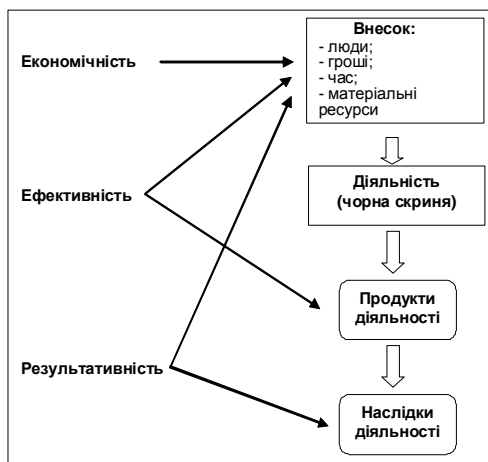 Внесок:
- люди;
- гроші;
- час;
- матеріальні
ресурси
Економічність
Діяльність
(чорна скриня)
Ефективність
Продукти
діяльності
Результативність
Наслідки
діяльності